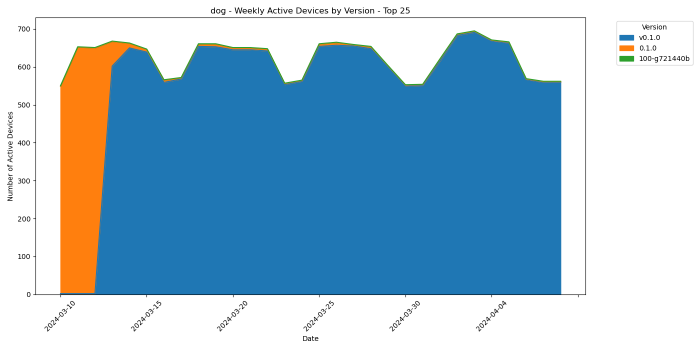 dog - Weekly Active Devices by Version - Top 25
Version
v0.1.0
0.1.0
100-g721440b
Number of Active Devices
700
600
500
400
300
200
100
0
2024-03-10
2024-03-15
2024-03-20
2024-03-25
2024-03-30
2024-04-04
Date